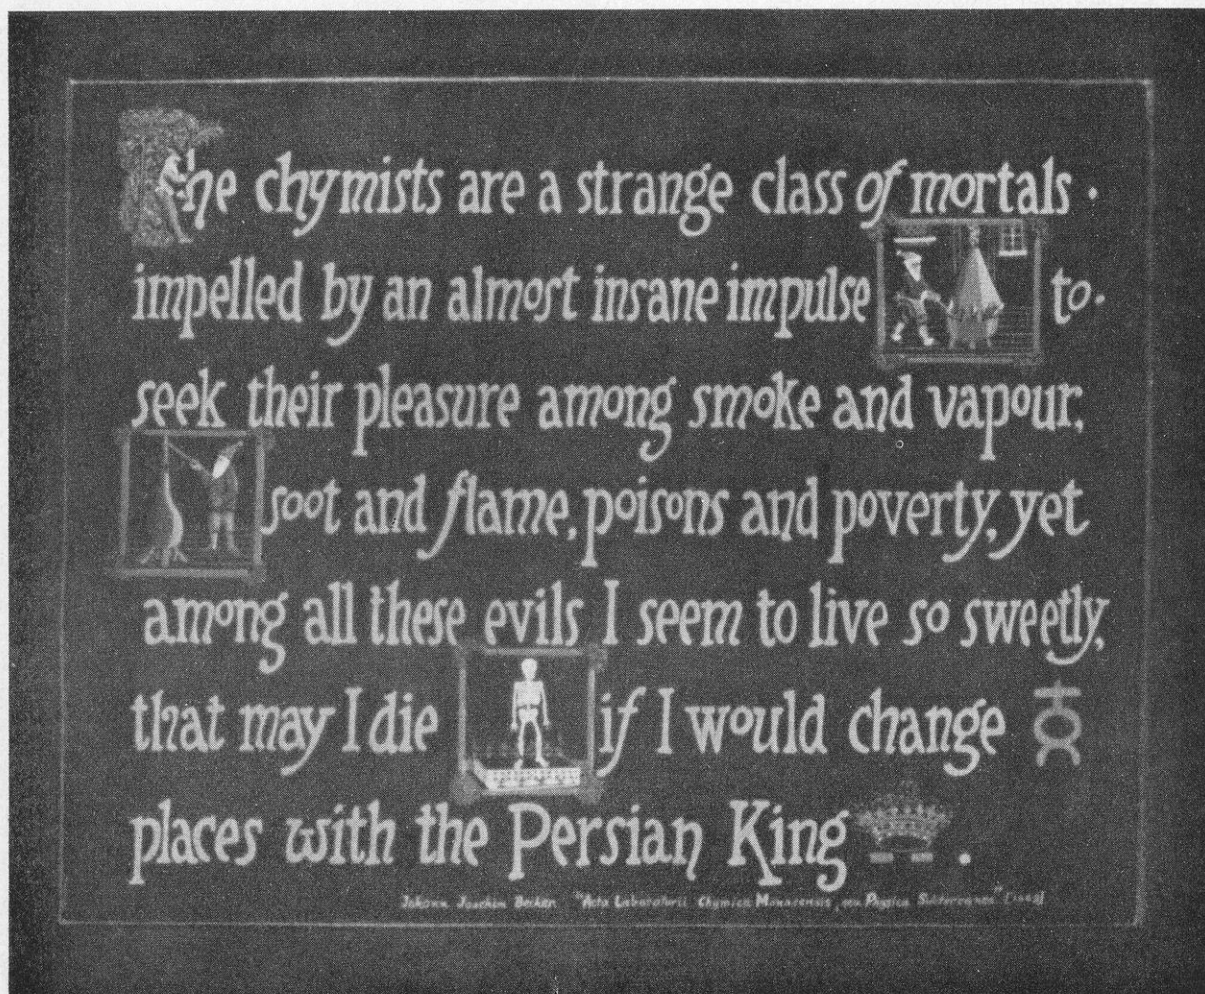 The chymists are a strange class of mortals .
impelled by an almost insane impulse to.
seek their pleasure among smoke and vapour,
soot and flame, poisons and poverty, yet
among all these evils I seem to live so sweetly,
that may I die if I would change
places with the Persian King .
Johann Joachim Becher "Acta Laboratorii Chymica Monacensis, seu Physica Subterranea"